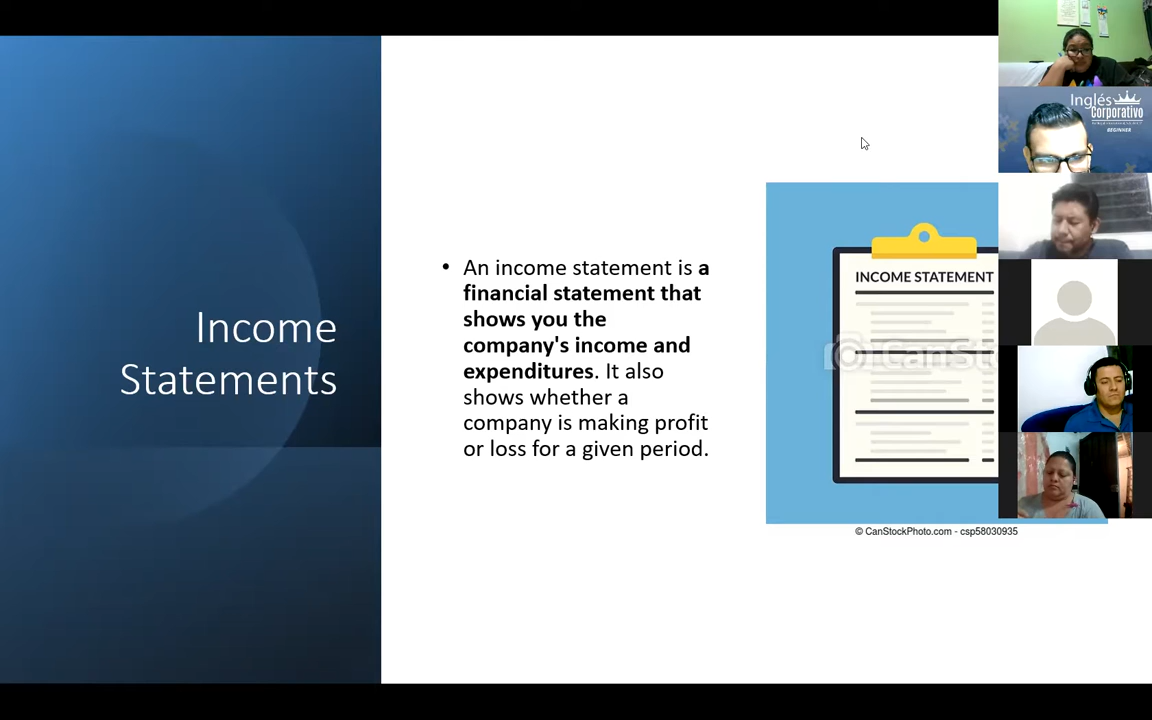 Income
Statements
• An income statement is a
financial statement that
shows you the
company's income and
expenditures. It also
shows whether a
company is making profit
or loss for a given period.
INCOME STATEMENT
CanSto
© CanStockPhoto.com - csp58030935
Inglés
Corporativo
BEGINNER